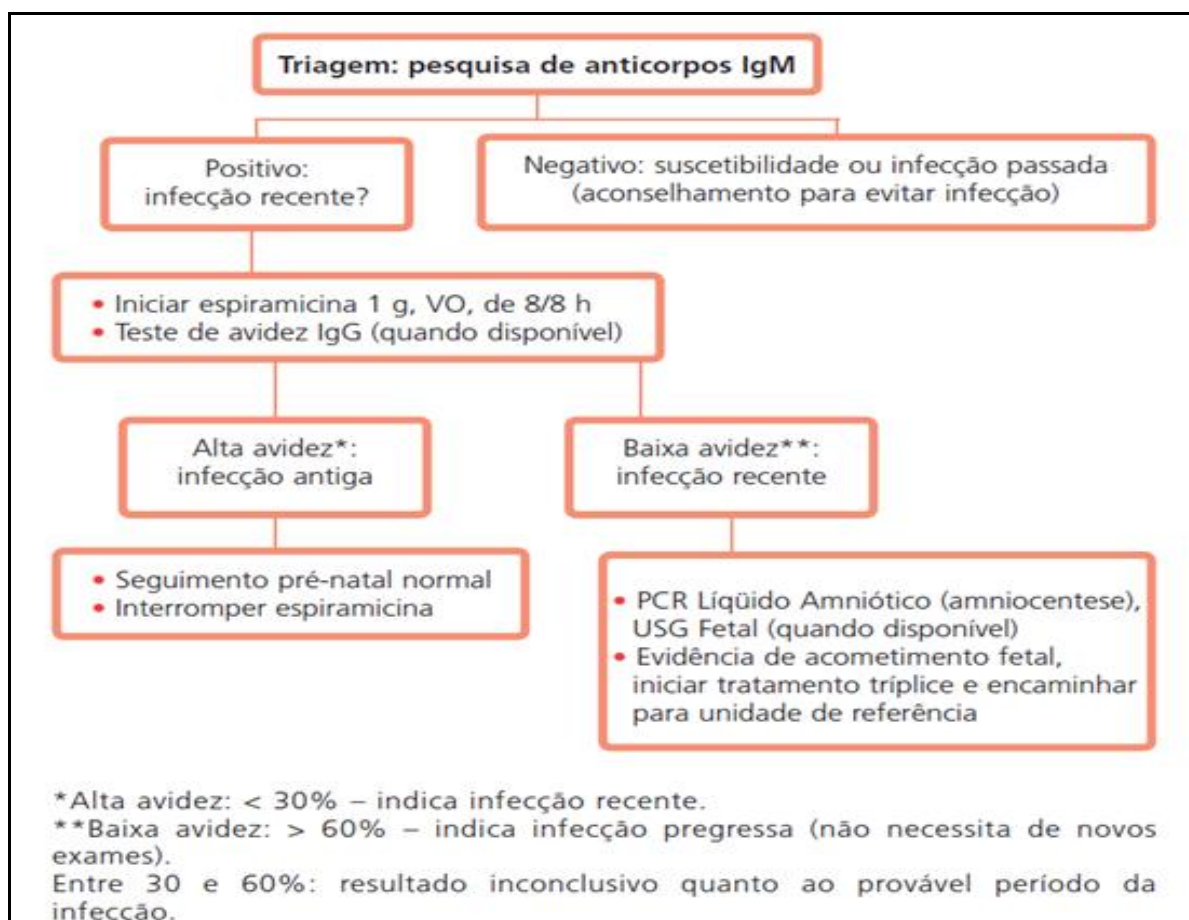 Triagem: pesquisa de anticorpos IgM
Positivo:
infecção recente?
Negativo: suscetibilidade ou infecção passada
(aconselhamento para evitar infecção)
• Iniciar espiramicina 1 g, VO, de 8/8 h
• Teste de avidez IgG (quando disponível)
Alta avidez*:
infecção antiga
Baixa avidez**:
infecção recente
• Seguimento pré-natal normal
• Interromper espiramicina
• PCR Líqüido Amniótico (amniocentese),
USG Fetal (quando disponível)
• Evidência de acometimento fetal,
iniciar tratamento tríplice e encaminhar
para unidade de referência
*Alta avidez: < 30% – indica infecção recente.
**Baixa avidez: > 60% – indica infecção pregressa (não necessita de novos
exames).
Entre 30 e 60%: resultado inconclusivo quanto ao provável período da
infecção.